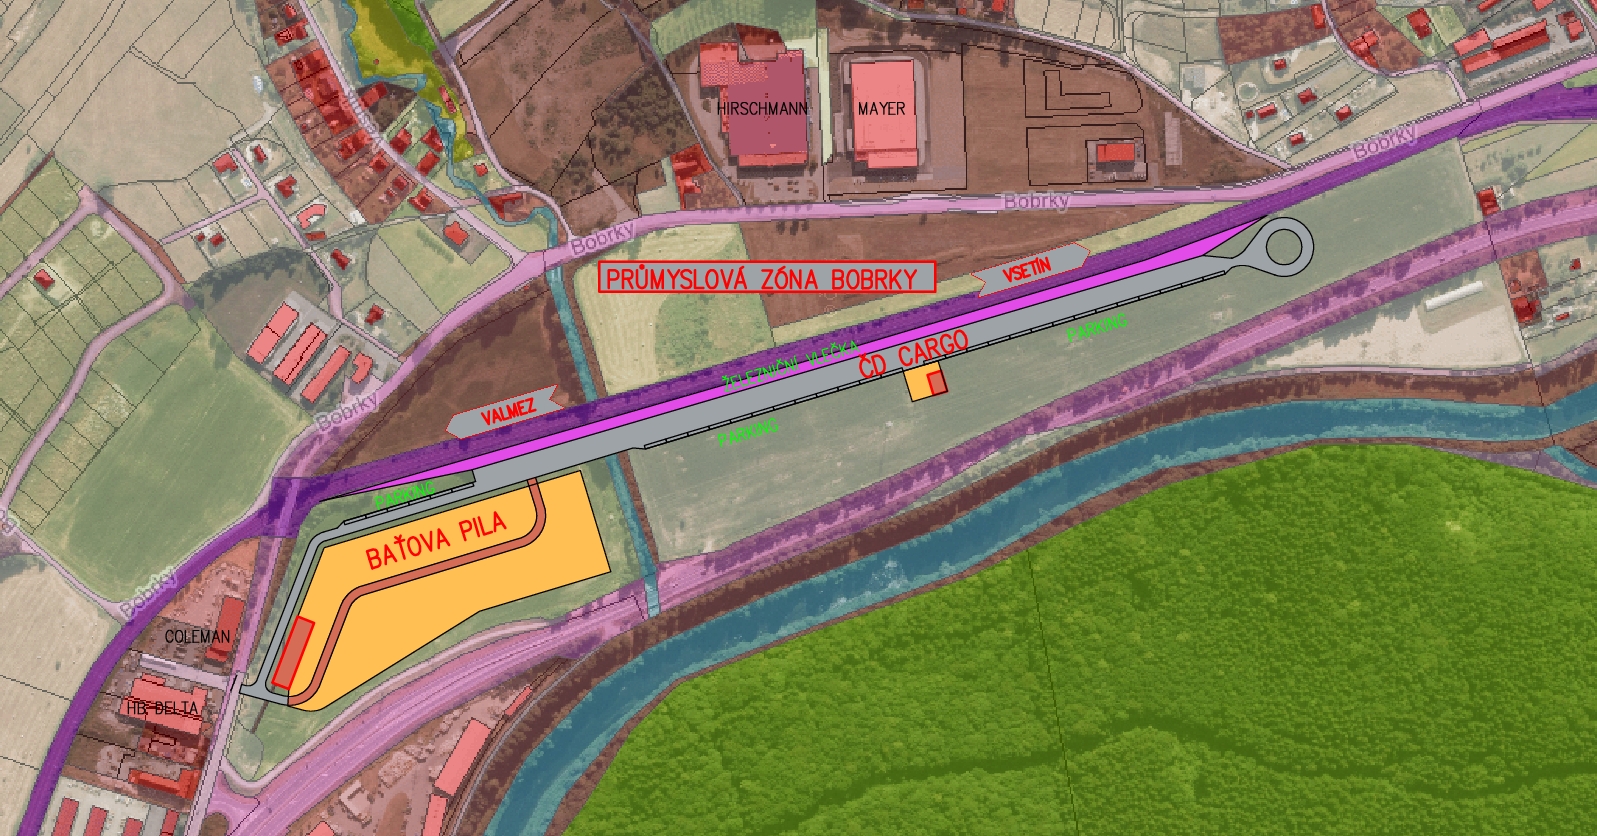 HIRSCHMANN
MAYER
Bobrky
Bobrky
Bobrky
PRŮMYSLOVÁ ZÓNA BOBRKY
VSETÍN
PARKING
ŽELEZNIČNÍ VLEČKA
ČD CARGO
VALMEZ
Bobrky
PARKING
PARKING
BAŤOVA PILA
Bobrky
COLEMAN
HB DELTA